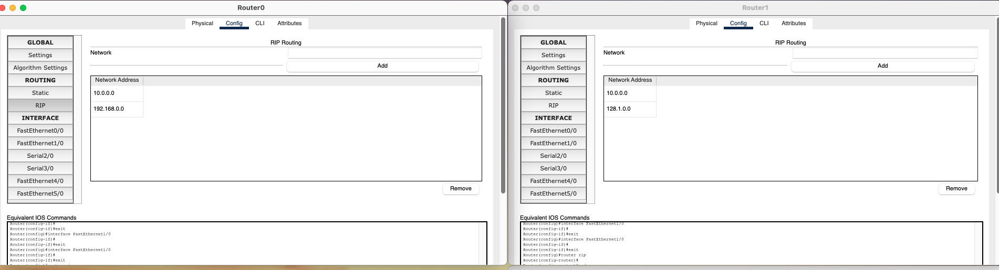 Router0
Physical Config CLI Attributes
GLOBAL
Settings
Algorithm Settings
ROUTING
Static
RIP
INTERFACE
FastEthernet0/0
FastEthernet1/0
Serial2/0
Serial3/0
FastEthernet4/0
FastEthernet5/0
RIP Routing
Network
Add
Network Address
10.0.0.0
192.168.0.0
Remove
Equivalent IOS Commands
Router(config-if)#
Router(config-if)#exit
Router(config)#interface FastEthernet1/0
Router(config-if)#
Router(config-if)#exit
Router(config)#interface FastEthernet1/0
Router(config-if)#
Router(config-if)#exit
Router1
Physical Config CLI Attributes
GLOBAL
Settings
Algorithm Settings
ROUTING
Static
RIP
INTERFACE
FastEthernet0/0
FastEthernet1/0
Serial2/0
Serial3/0
FastEthernet4/0
FastEthernet5/0
RIP Routing
Network
Add
Network Address
10.0.0.0
128.1.0.0
Remove
Equivalent IOS Commands
Router(config)#interface FastEthernet1/0
Router(config-if)#
Router(config-if)#exit
Router(config)#interface FastEthernet1/0
Router(config-if)#
Router(config-if)#exit
Router(config)#router rip
Router(config-router)#